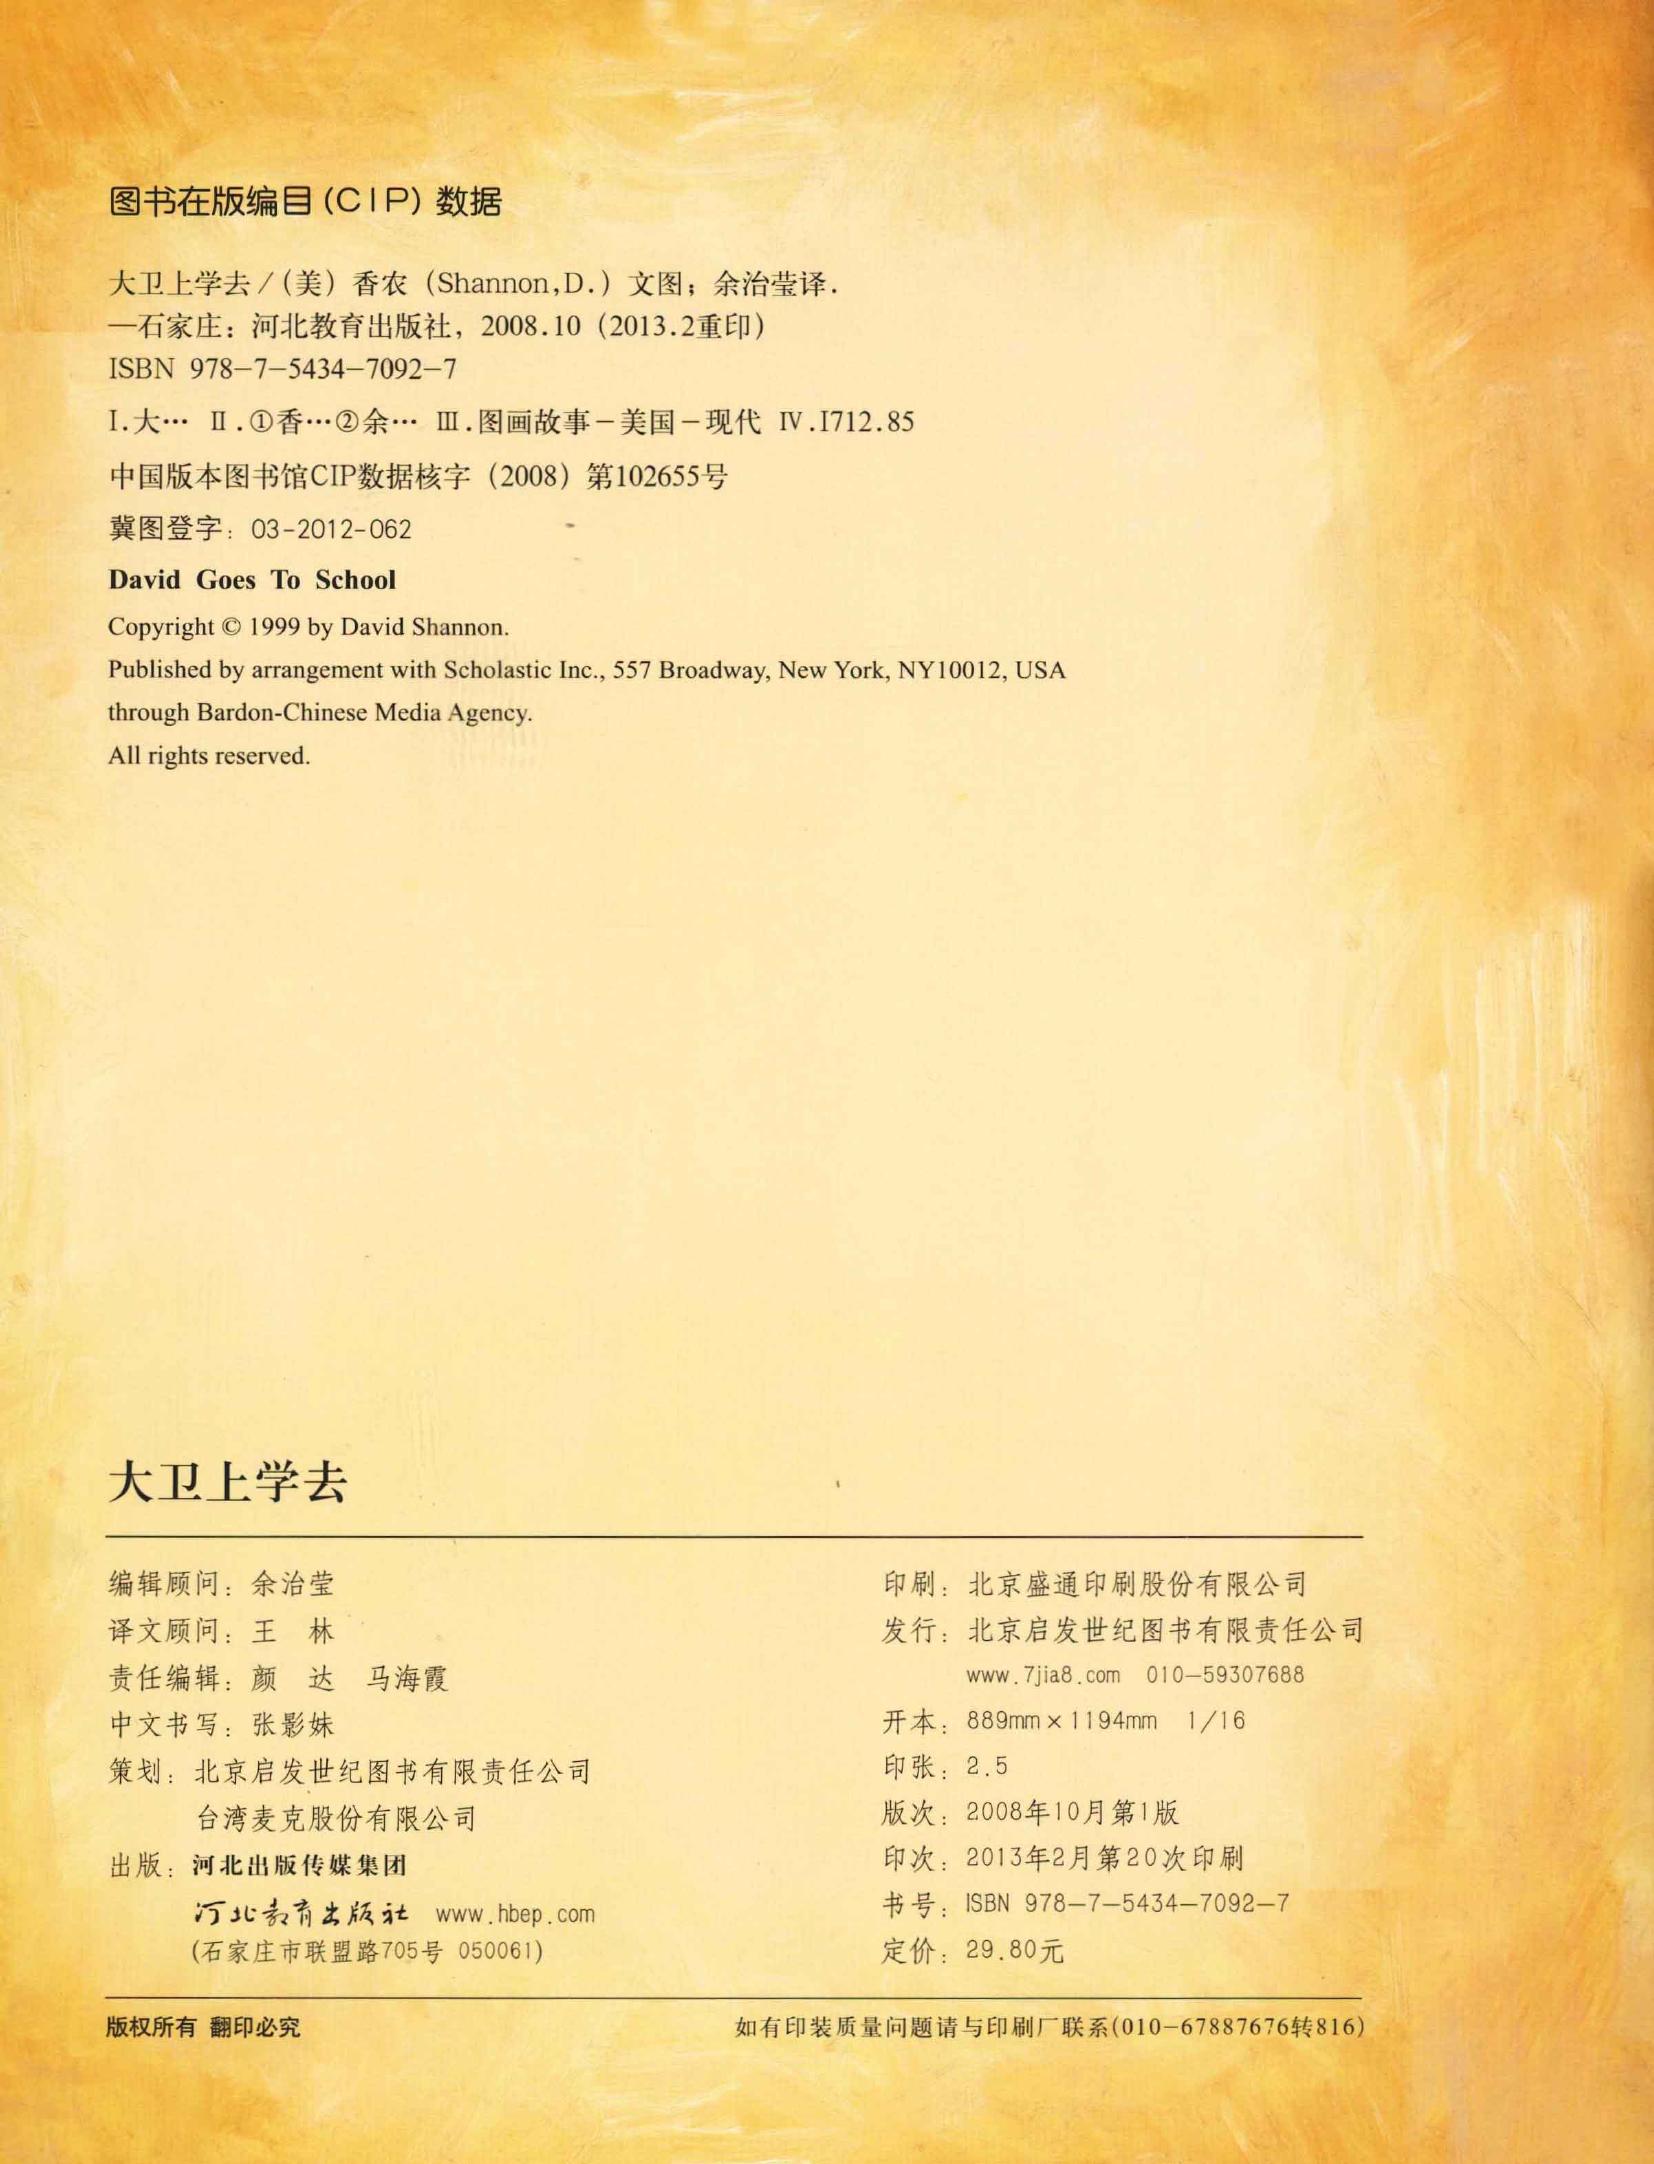 图书在版编目(CIP)数据
大卫上学去/(美)香农(Shannon,D.)文图;余治莹译.
—石家庄:河北教育出版社,2008.10(2013.2重印)
ISBN 978-7-5434-7092-7
Ⅰ.大… Ⅱ.①香…②余… Ⅲ.图画故事-美国-现代 Ⅳ.I712.85
中国版本图书馆CIP数据核字(2008)第102655号
冀图登字:03-2012-062
David Goes To School
Copyright © 1999 by David Shannon.
Published by arrangement with Scholastic Inc., 557 Broadway, New York, NY10012, USA
through Bardon-Chinese Media Agency.
All rights reserved.
大卫上学去
编辑顾问:余治莹
译文顾问:王 林
责任编辑:颜 达 马海霞
中文书写:张影妹
策划:北京启发世纪图书有限责任公司
台湾麦克股份有限公司
出版:河北出版传媒集团
河北教育出版社 www.hbep.com
(石家庄市联盟路705号 050061)
印刷:北京盛通印刷股份有限公司
发行:北京启发世纪图书有限责任公司
www.7jia8.com 010-59307688
开本:889mm×1194mm 1/16
印张:2.5
版次:2008年10月第1版
印次:2013年2月第20次印刷
书号:ISBN 978-7-5434-7092-7
定价:29.80元
版权所有 翻印必究
如有印装质量问题请与印刷厂联系(010-67887676转816)